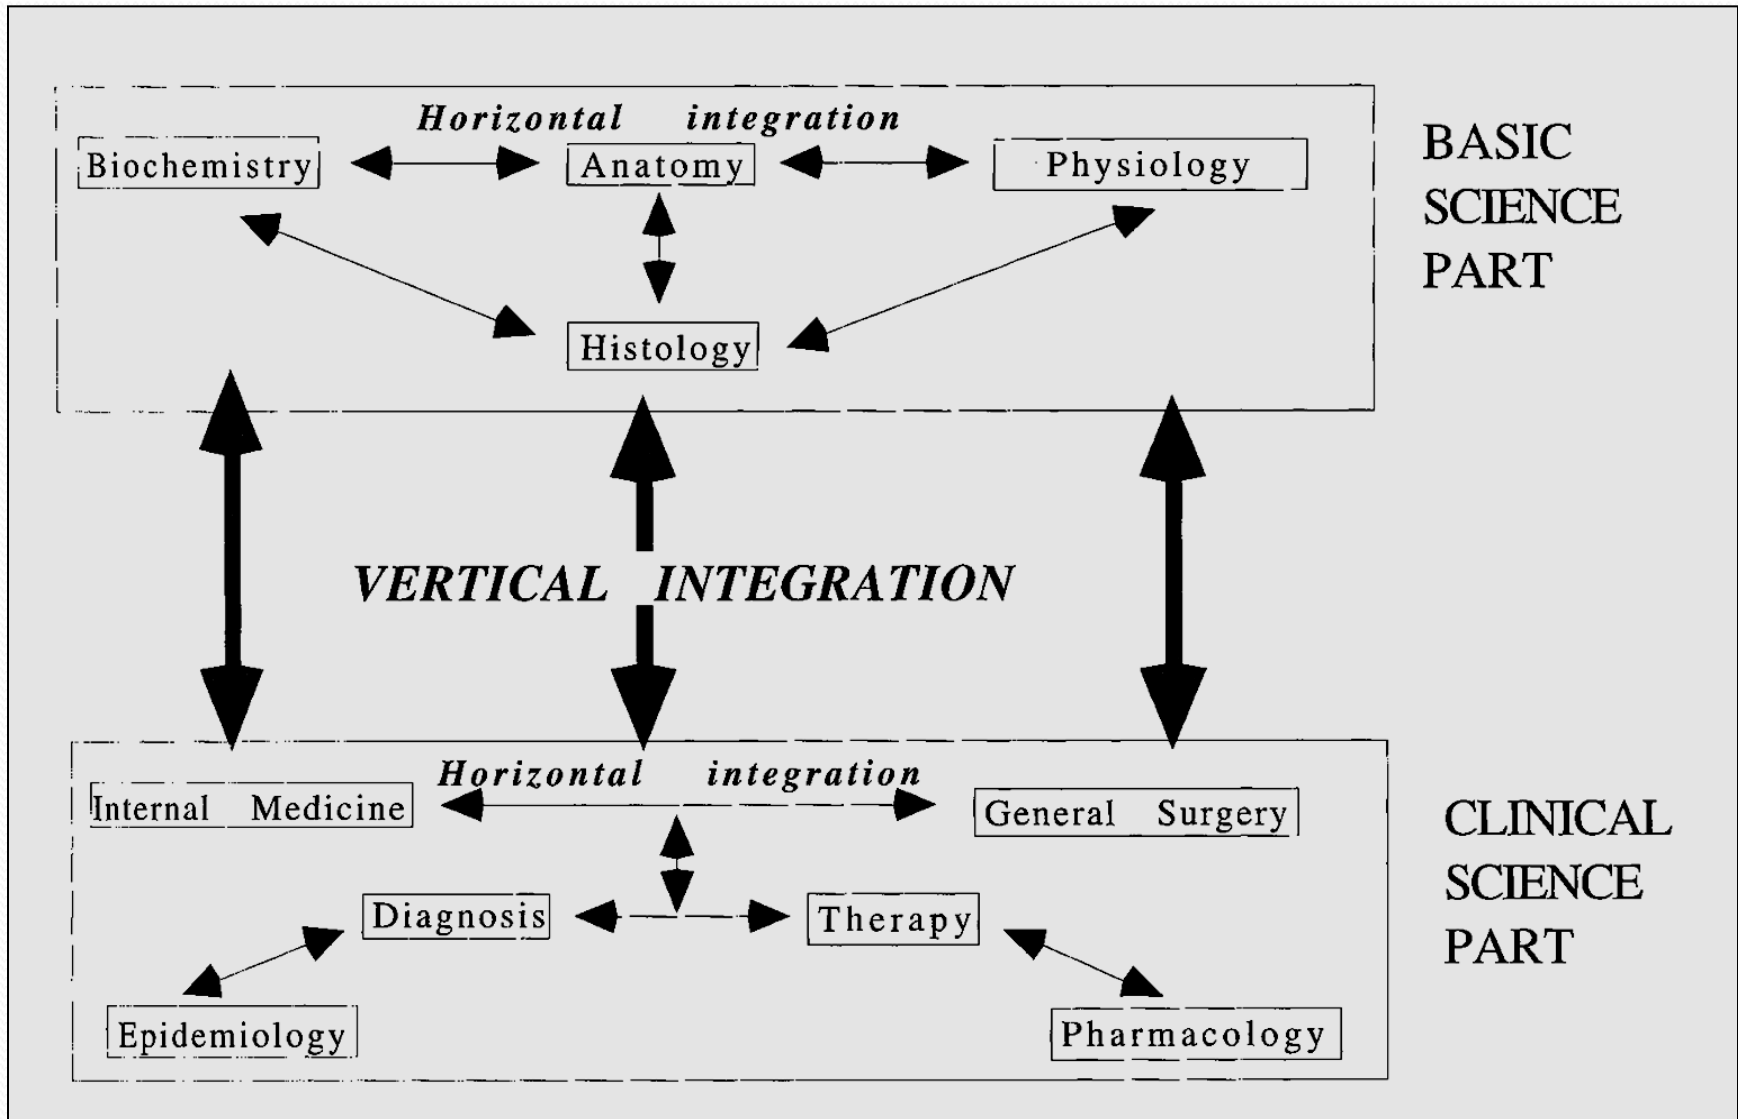 Horizontal integration
Biochemistry
Anatomy
Physiology
Histology
BASIC
SCIENCE
PART
VERTICAL INTEGRATION
Horizontal integration
Internal Medicine
General Surgery
Diagnosis
Therapy
Epidemiology
Pharmacology
CLINICAL
SCIENCE
PART